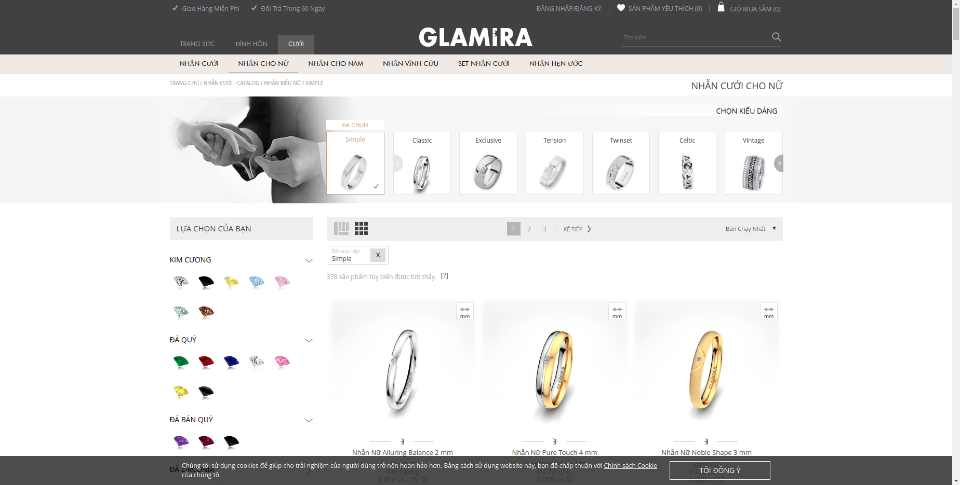 Giao Hàng Miễn Phí
Đổi Trả Trong 60 Ngày
ĐĂNG NHẬP/ĐĂNG KÝ
SẢN PHẨM YÊU THÍCH (0)
GIỎ MUA SẮM (0)
TRANG SỨC
ĐÍNH HÔN
CƯỚI
GLAMIRA
Tìm kiếm
NHẪN CƯỚI
NHẪN CHO NỮ
NHẪN CHO NAM
NHẪN VĨNH CỬU
SET NHẪN CƯỚI
NHẪN HẸN ƯỚC
TRANG CHỦ / NHẪN CƯỚI - CATALOG / NHẪN KIỂU NỮ / SIMPLE
NHẪN CƯỚI CHO NỮ
CHỌN KIỂU DÁNG
ĐÃ CHỌN
Simple
Classic
Exclusive
Tension
Twinset
Celtic
Vintage
LỰA CHỌN CỦA BẠN
1 2 3 KẾ TIẾP
Bán Chạy Nhất
Bộ sưu tập
Simple
X
378 sản phẩm tùy biến được tìm thấy. [?]
KIM CƯƠNG
ĐÁ QUÝ
ĐÁ BÁN QUÝ
mm
mm
mm
Nhẫn Nữ Alluring Balance 2 mm
Nhẫn Nữ Pure Touch 4 mm
Nhẫn Nữ Noble Shape 3 mm
Chúng tôi sử dụng cookies để giúp cho trải nghiệm của người dùng trở nên hoàn hảo hơn. Bằng cách sử dụng website này, bạn đã chấp thuận với Chính sách Cookie
của chúng tôi
TÔI ĐỒNG Ý